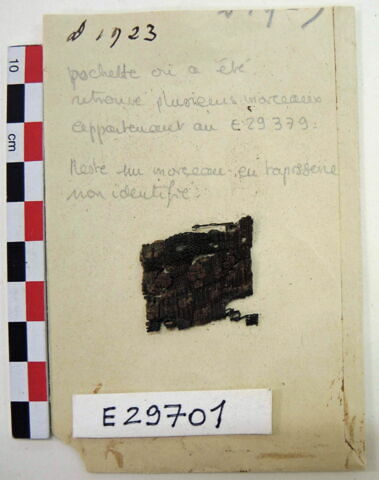 d 1923
pochette où a été
retrouvé plusieurs morceaux
appartenant au E29379.
Reste un morceau en tapisserie
non identifié.
10
cm
E29701